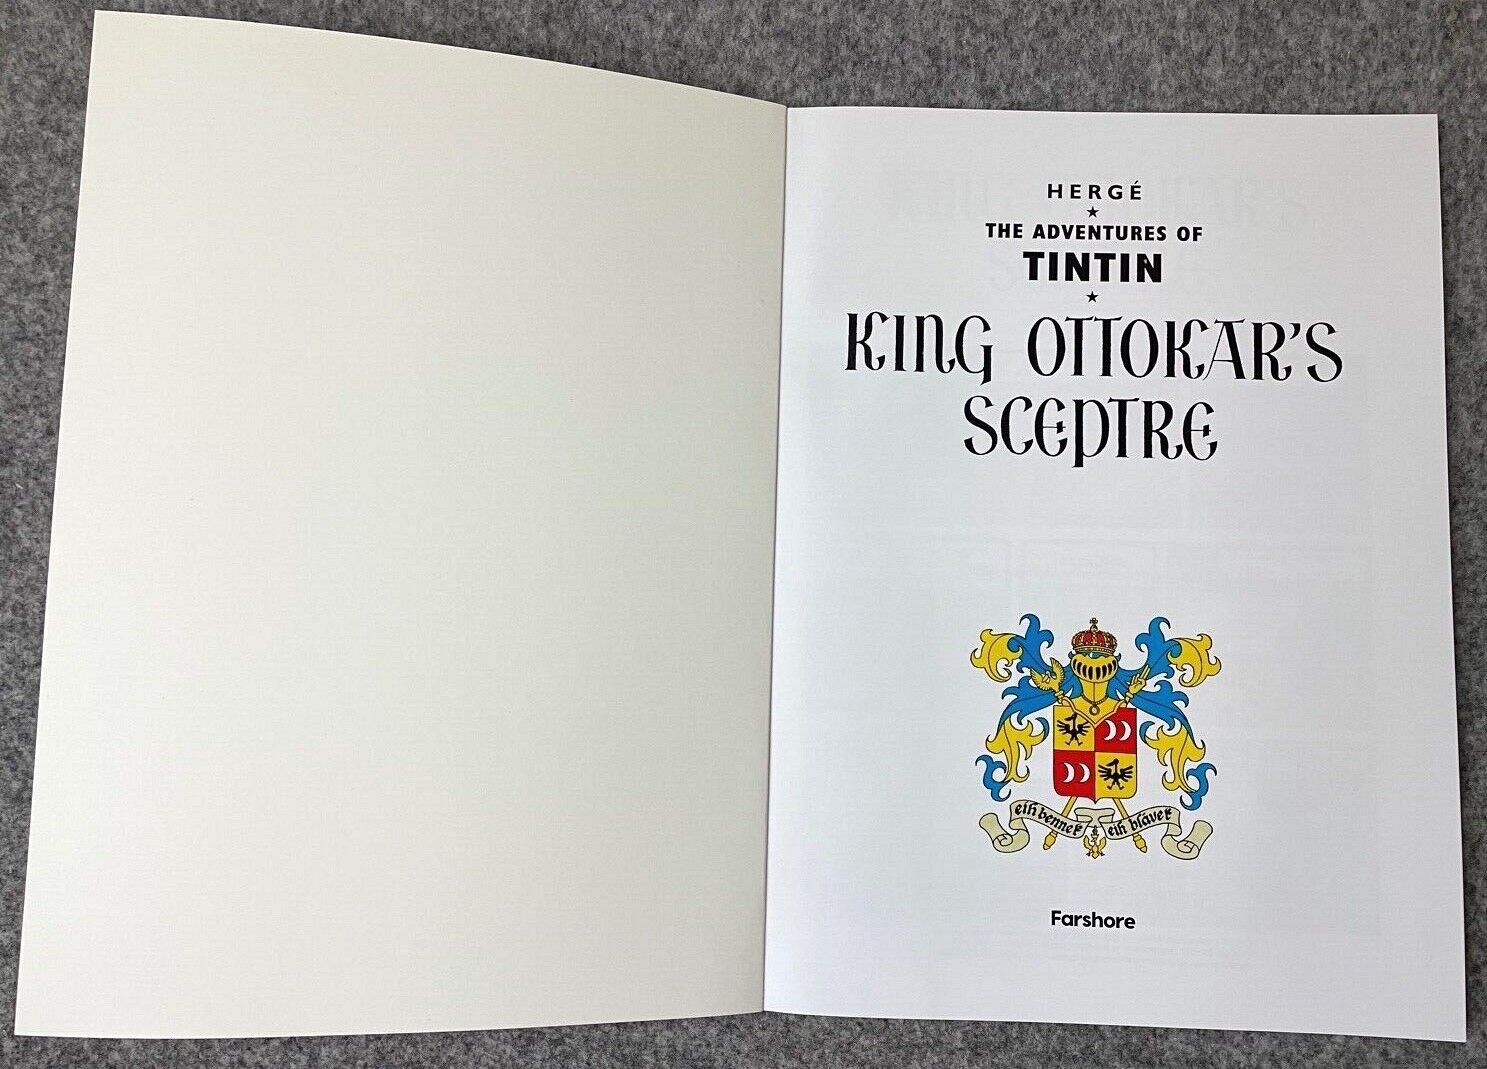 HERGÉ
THE ADVENTURES OF
TINTIN
KING OTTOKAR'S
SCEPTRE
eih bennek eih blavek
Farshore